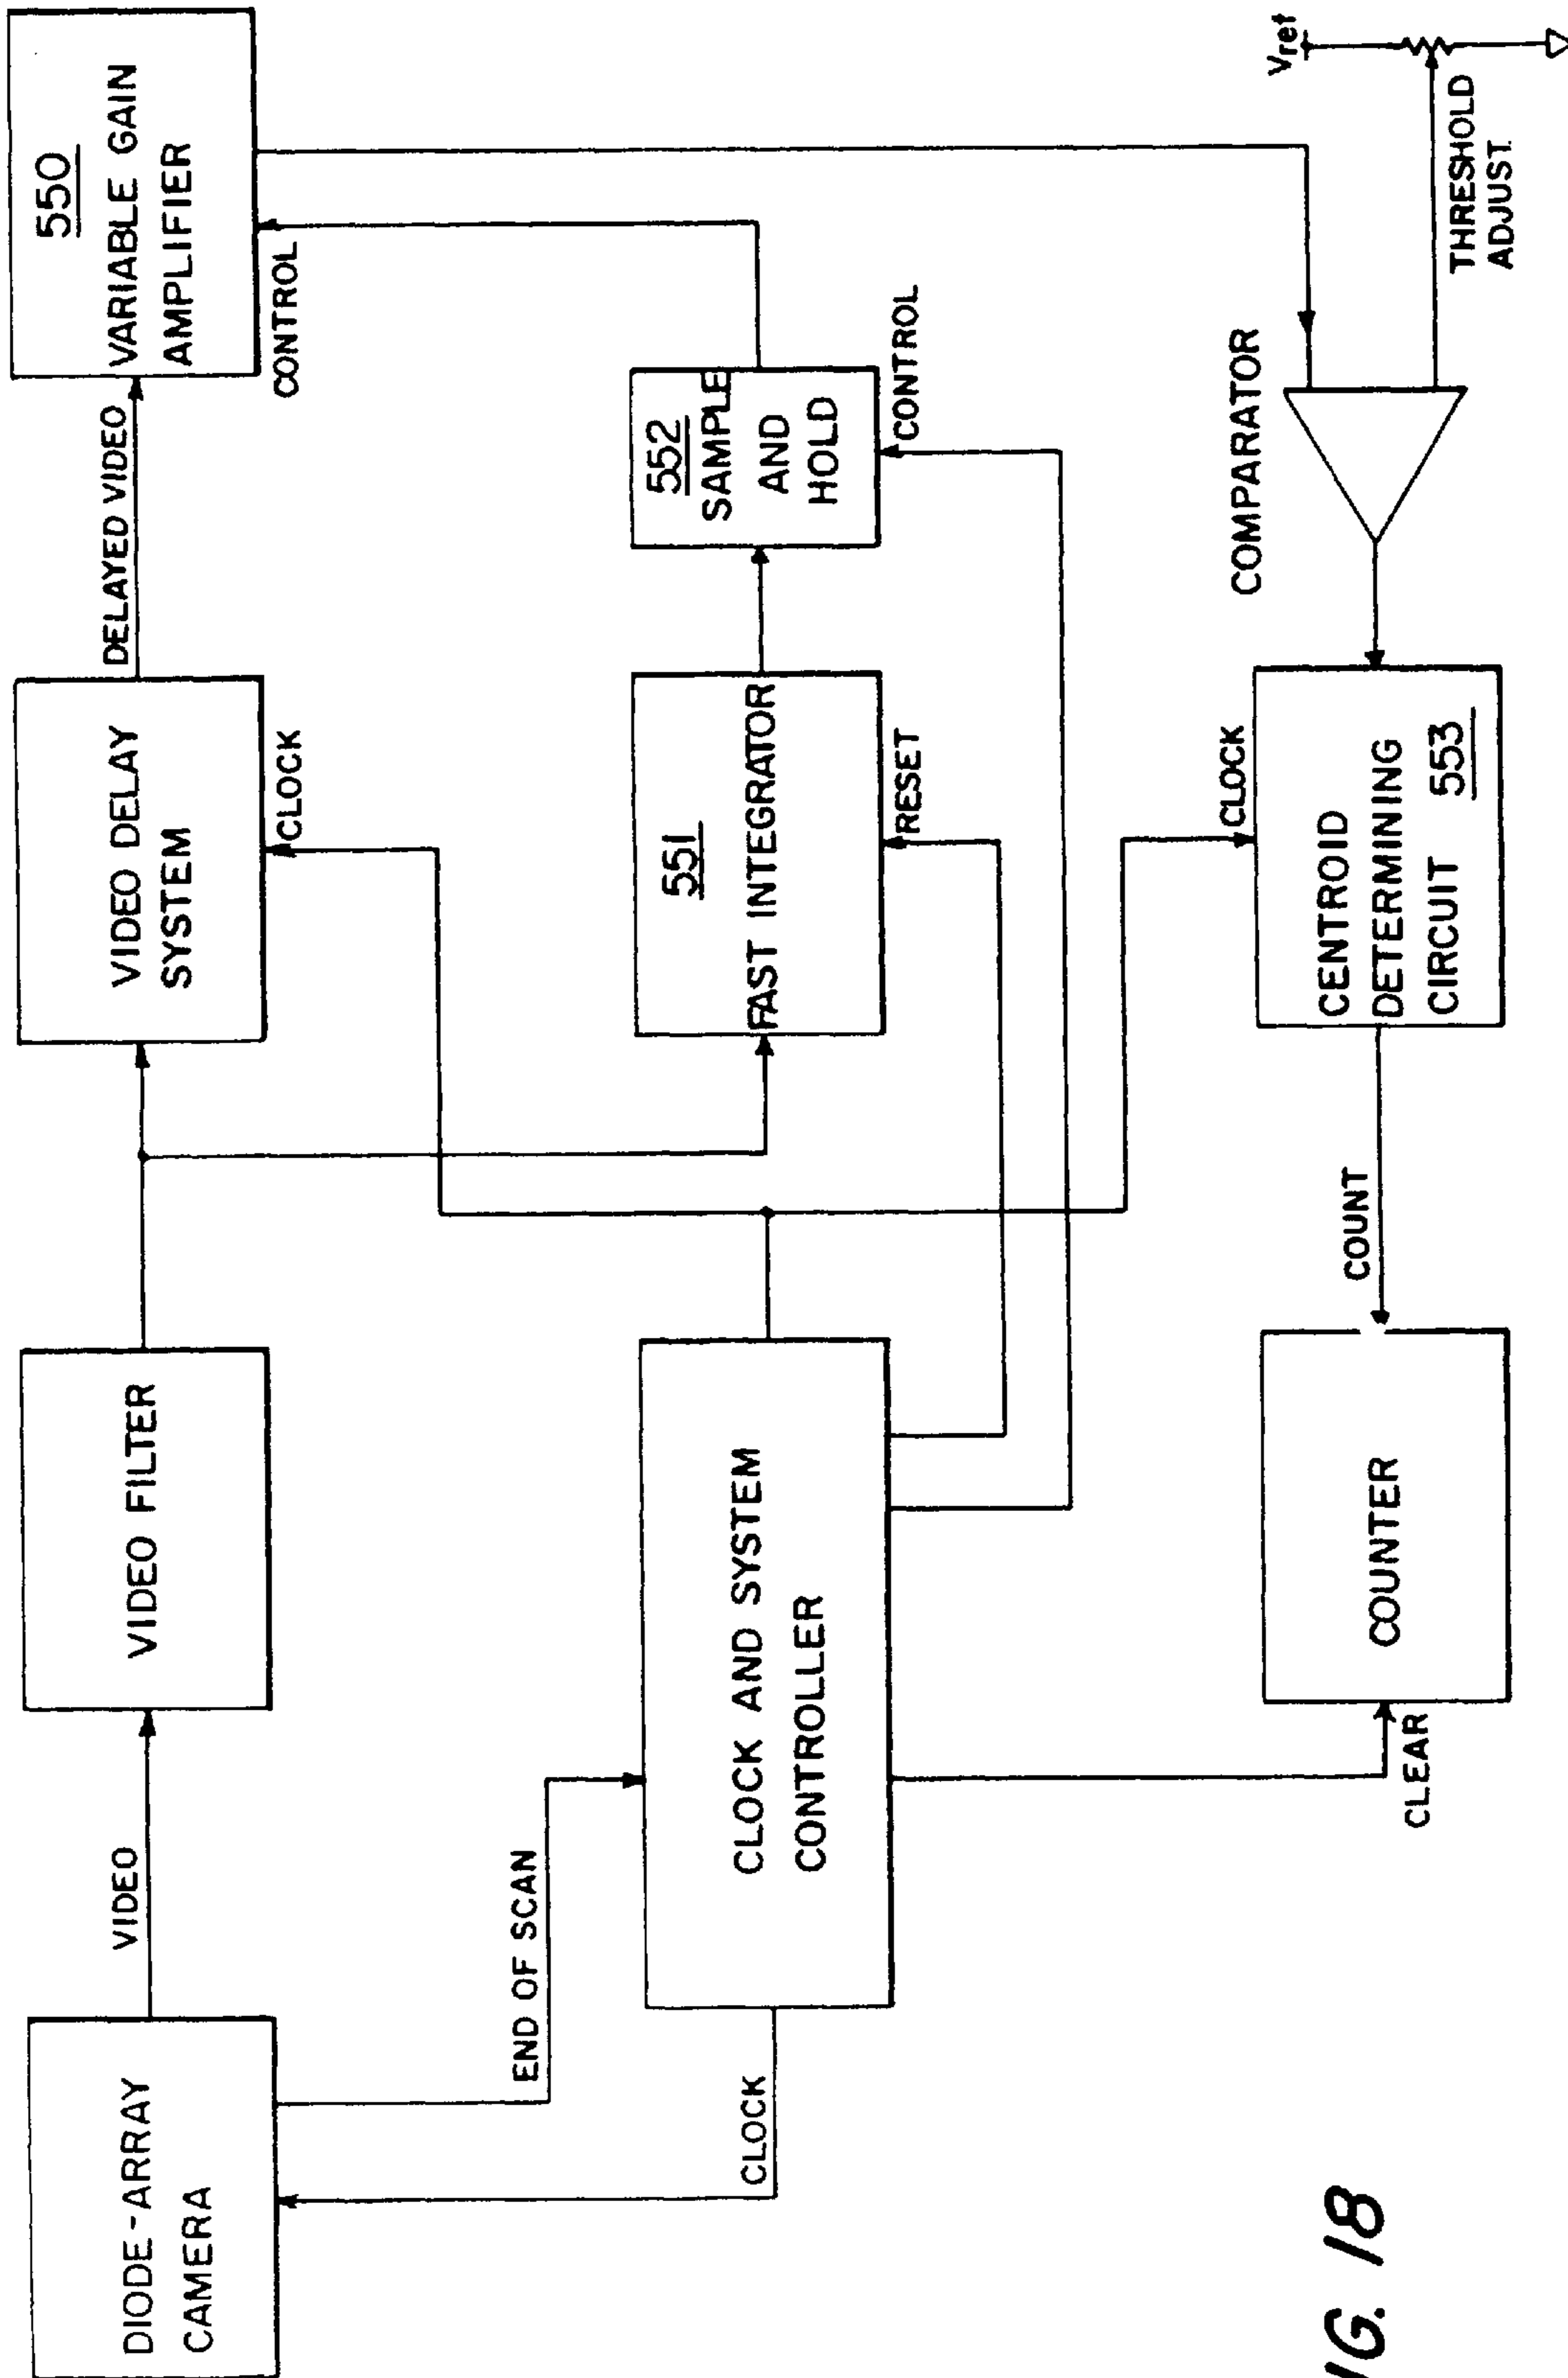 DIODE-ARRAY
CAMERA
VIDEO
VIDEO FILTER
VIDEO DELAY
SYSTEM
CLOCK
DELAYED VIDEO
550
VARIABLE GAIN
AMPLIFIER
CONTROL
END OF SCAN
CLOCK
CLOCK AND SYSTEM
CONTROLLER
551
FAST INTEGRATOR
RESET
552
SAMPLE
AND
HOLD
CONTROL
CLEAR
COUNTER
COUNT
CENTROID
DETERMINING
CIRCUIT 553
CLOCK
COMPARATOR
THRESHOLD
ADJUST.
Vret
IG. 18